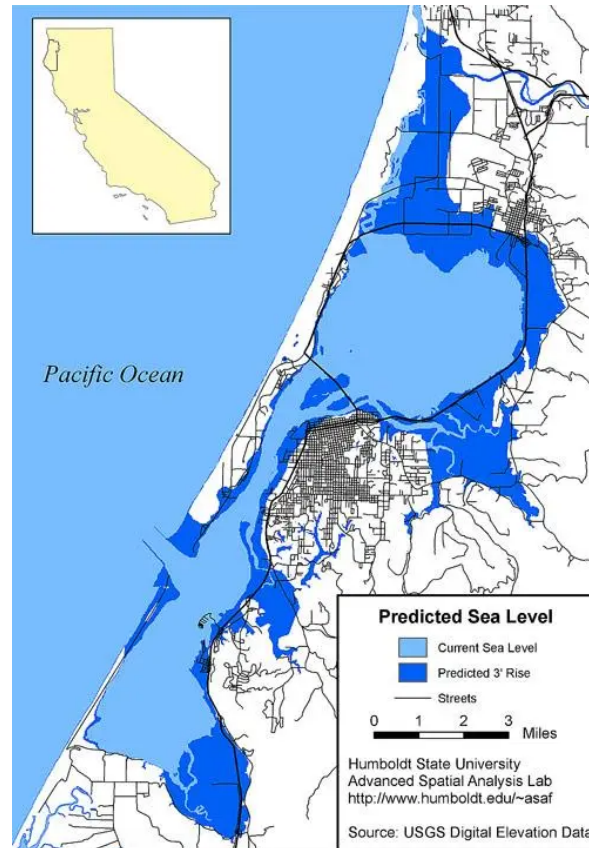 Pacific Ocean
Predicted Sea Level
Current Sea Level
Predicted 3' Rise
Streets
0 1 2 3
Miles
Humboldt State University
Advanced Spatial Analysis Lab
http://www.humboldt.edu/~asaf
Source: USGS Digital Elevation Data